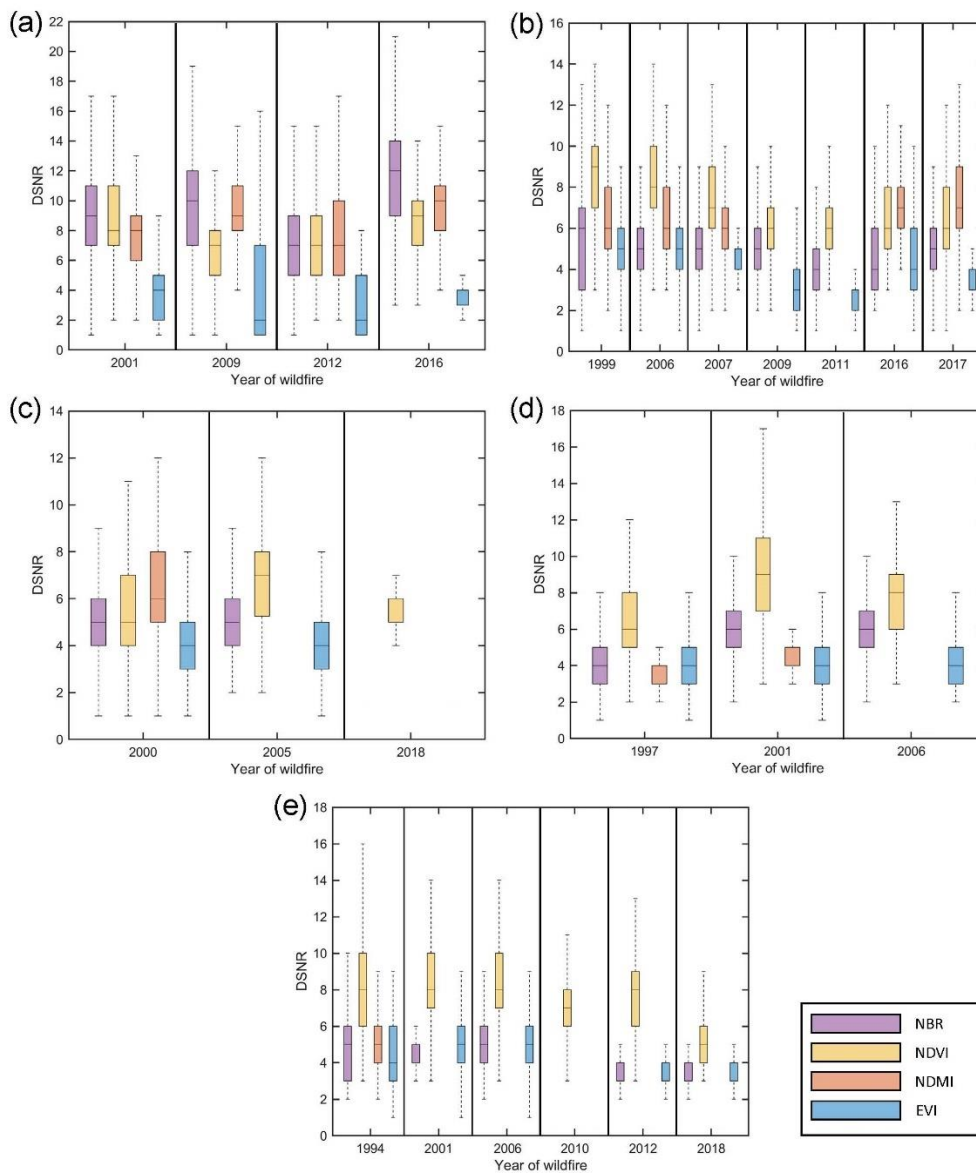 (a)
22
20
18
16
14
12
10
8
6
4
2
0
DSNR
2001 2009 2012 2016
Year of wildfire
(b)
16
14
12
10
8
6
4
2
0
DSNR
1999 2006 2007 2009 2011 2016 2017
Year of wildfire
(c)
14
12
10
8
6
4
2
0
DSNR
2000 2005 2018
Year of wildfire
(d)
18
16
14
12
10
8
6
4
2
0
DSNR
1997 2001 2006
Year of wildfire
(e)
18
16
14
12
10
8
6
4
2
0
DSNR
1994 2001 2006 2010 2012 2018
Year of wildfire
NBR
NDVI
NDMI
EVI